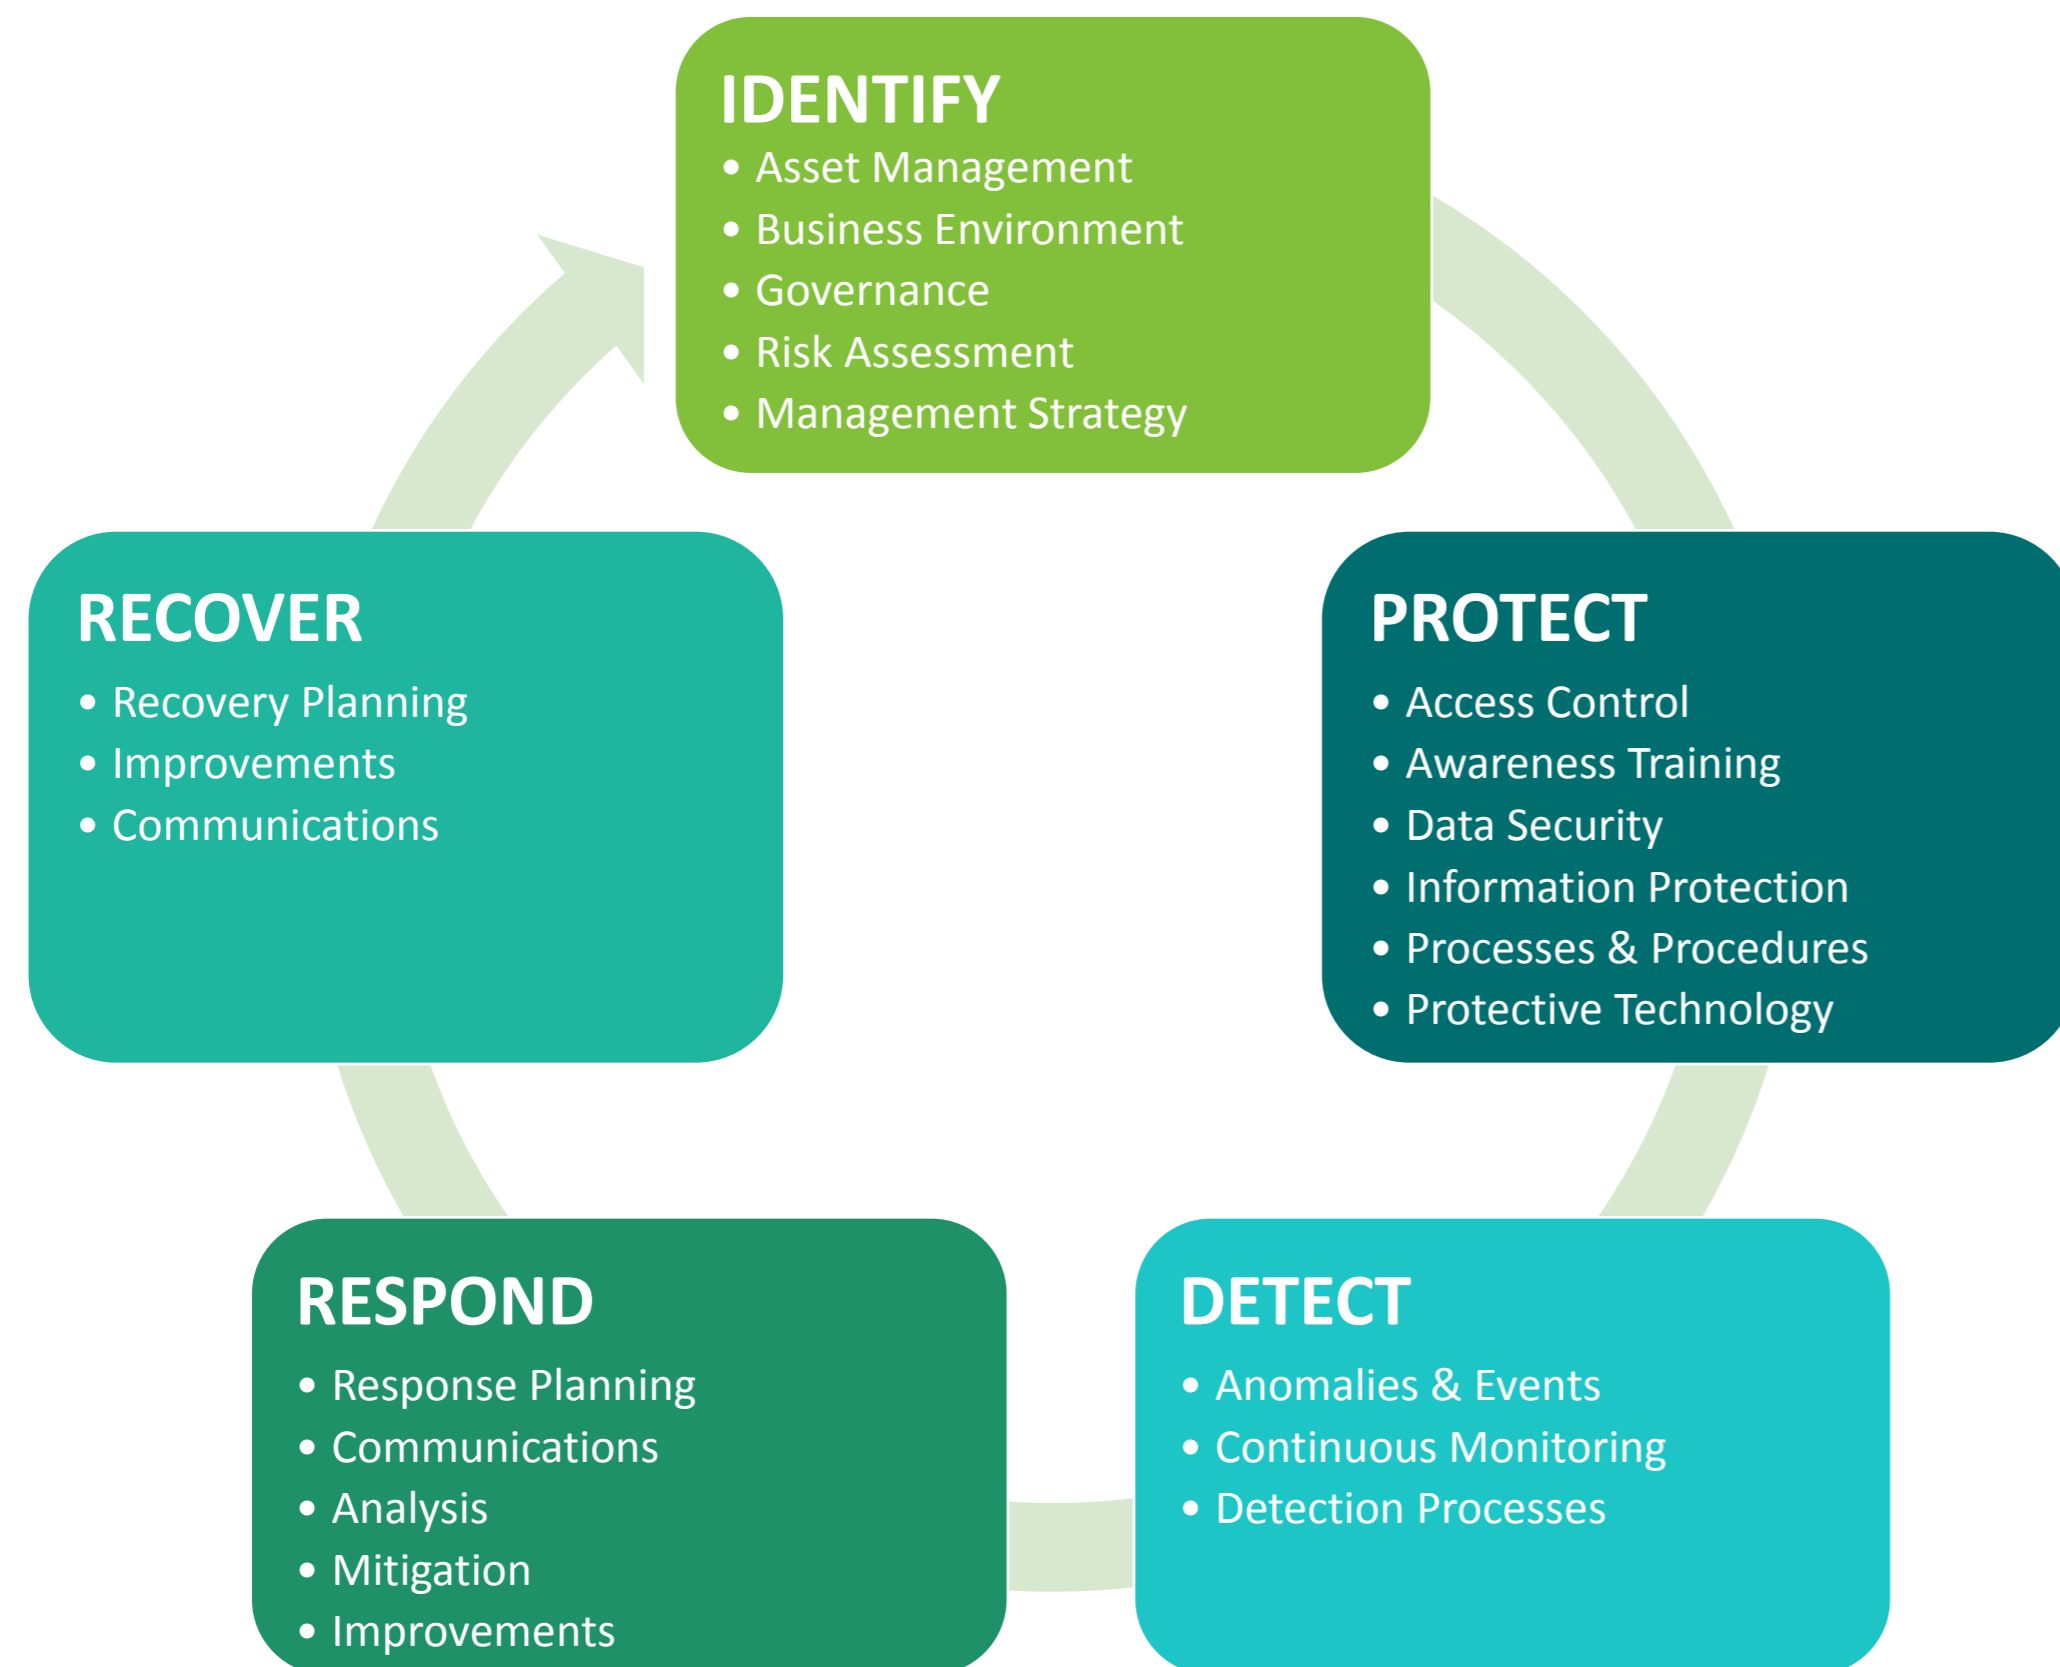 IDENTIFY
• Asset Management
• Business Environment
• Governance
• Risk Assessment
• Management Strategy
PROTECT
• Access Control
• Awareness Training
• Data Security
• Information Protection
• Processes & Procedures
• Protective Technology
DETECT
• Anomalies & Events
• Continuous Monitoring
• Detection Processes
RESPOND
• Response Planning
• Communications
• Analysis
• Mitigation
• Improvements
RECOVER
• Recovery Planning
• Improvements
• Communications